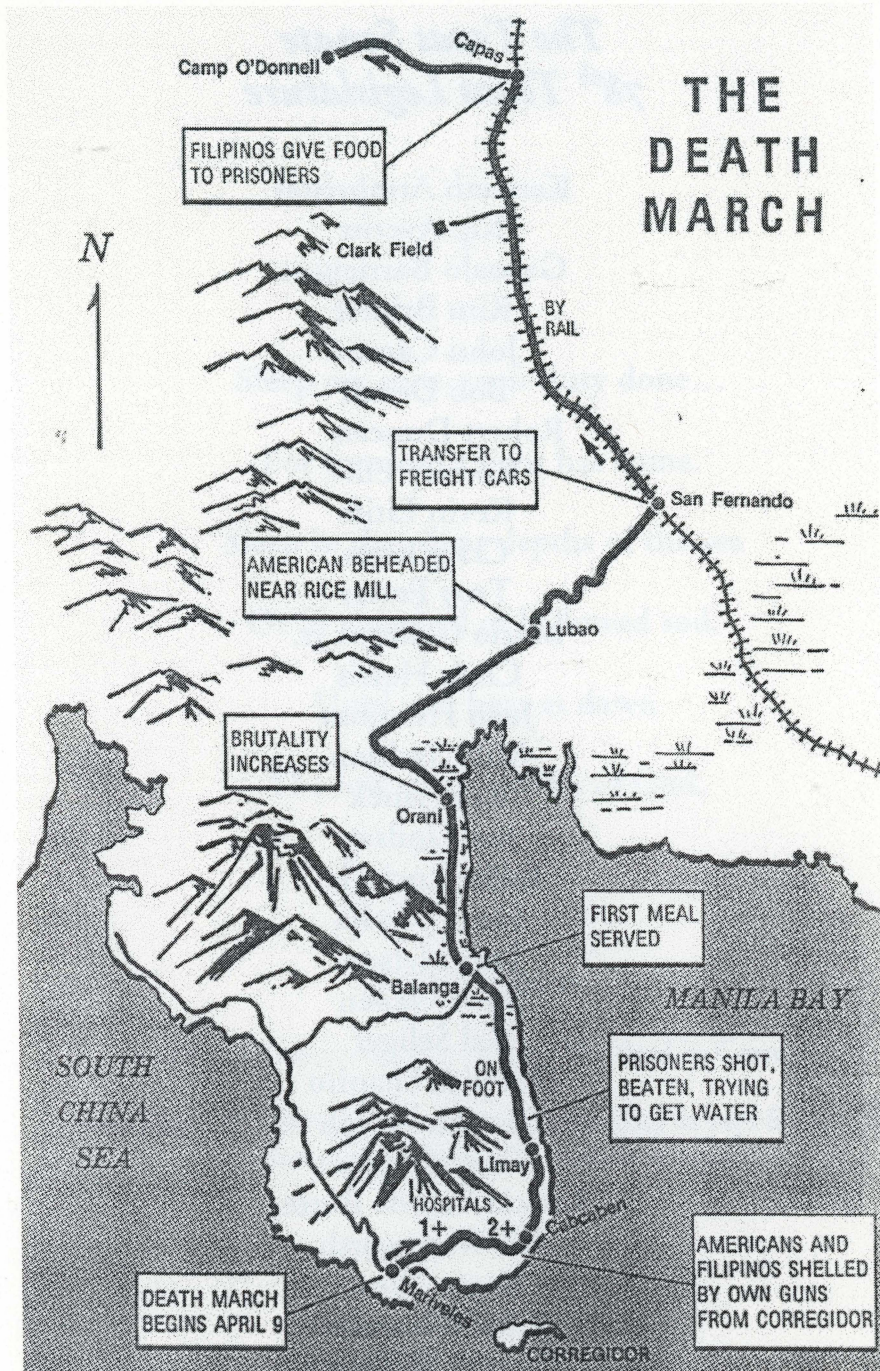 THE
DEATH
MARCH
Capas
Camp O'Donnell
FILIPINOS GIVE FOOD
TO PRISONERS
N
Clark Field
BY
RAIL
TRANSFER TO
FREIGHT CARS
San Fernando
AMERICAN BEHEADED
NEAR RICE MILL
Lubao
BRUTALITY
INCREASES
Orani
FIRST MEAL
SERVED
Balanga
MANILA BAY
SOUTH
CHINA
SEA
ON
FOOT
PRISONERS SHOT,
BEATEN, TRYING
TO GET WATER
Limay
HOSPITALS
1+ 2+
Cabcaben
AMERICANS AND
FILIPINOS SHELLED
BY OWN GUNS
FROM CORREGIDOR
DEATH MARCH
BEGINS APRIL 9
Mariveles
CORREGIDOR